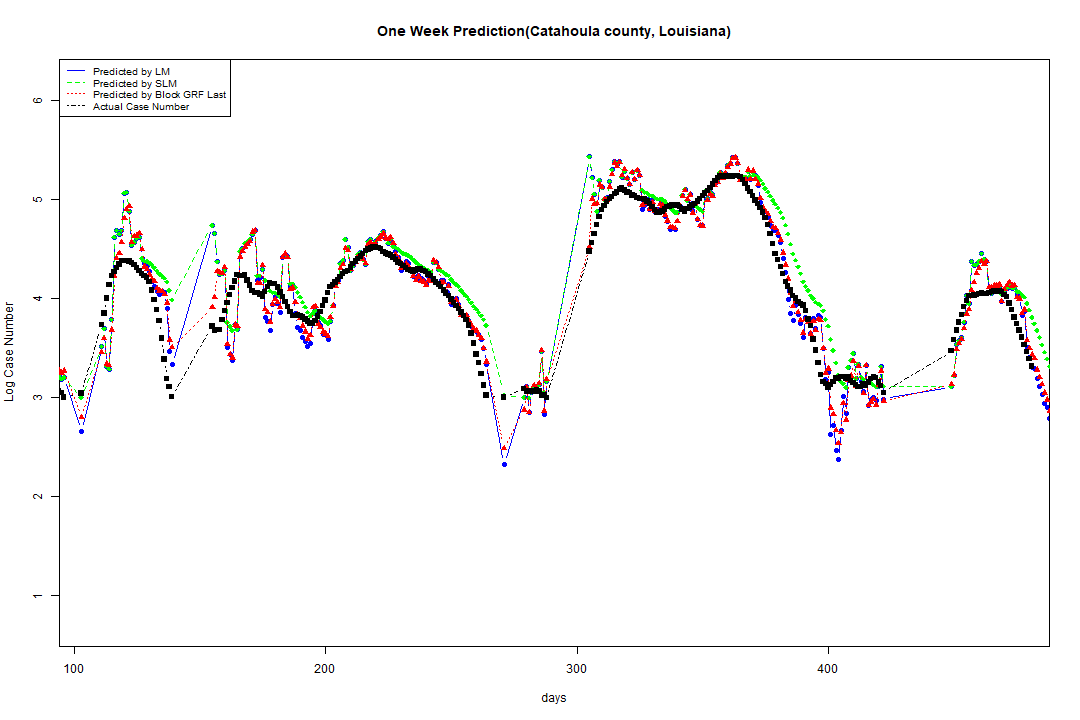 One Week Prediction(Catahoula county, Louisiana)
Predicted by LM
Predicted by SLM
Predicted by Block GRF Last
Actual Case Number
6
5
4
3
2
1
Log Case Number
100 200 300 400
days